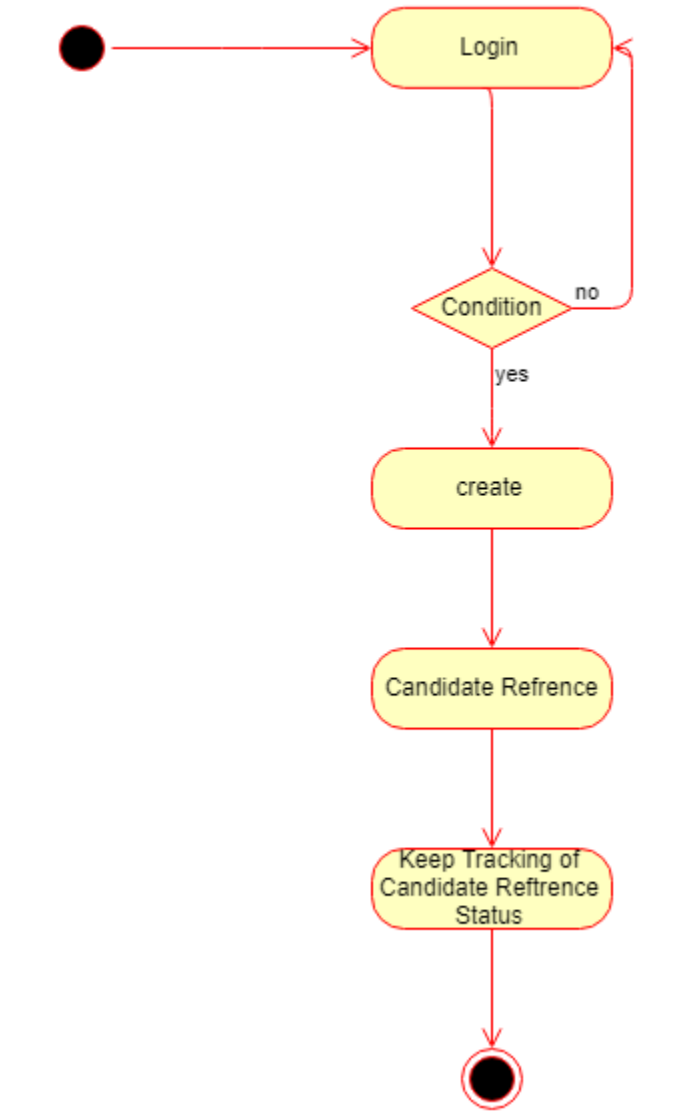 Login
Condition
no
yes
create
Candidate Refrence
Keep Tracking of
Candidate Reftrence
Status